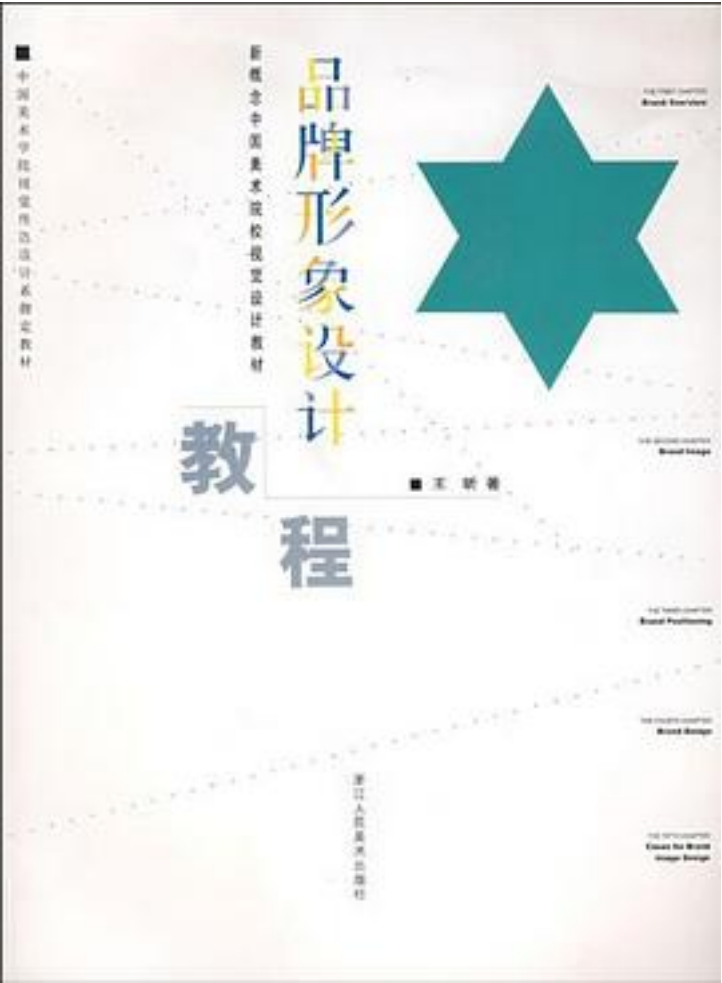 中国美术学院视觉传达设计系指定教材
新概念中国美术院校视觉设计教材
品牌形象设计
教
程
王昕 著
THE FIRST CHAPTER
Brand Overview
THE SECOND CHAPTER
Brand Image
THE THIRD CHAPTER
Brand Positioning
THE FOURTH CHAPTER
Brand Design
THE FIFTH CHAPTER
Cases for Brand
Image Design
浙江人民美术出版社